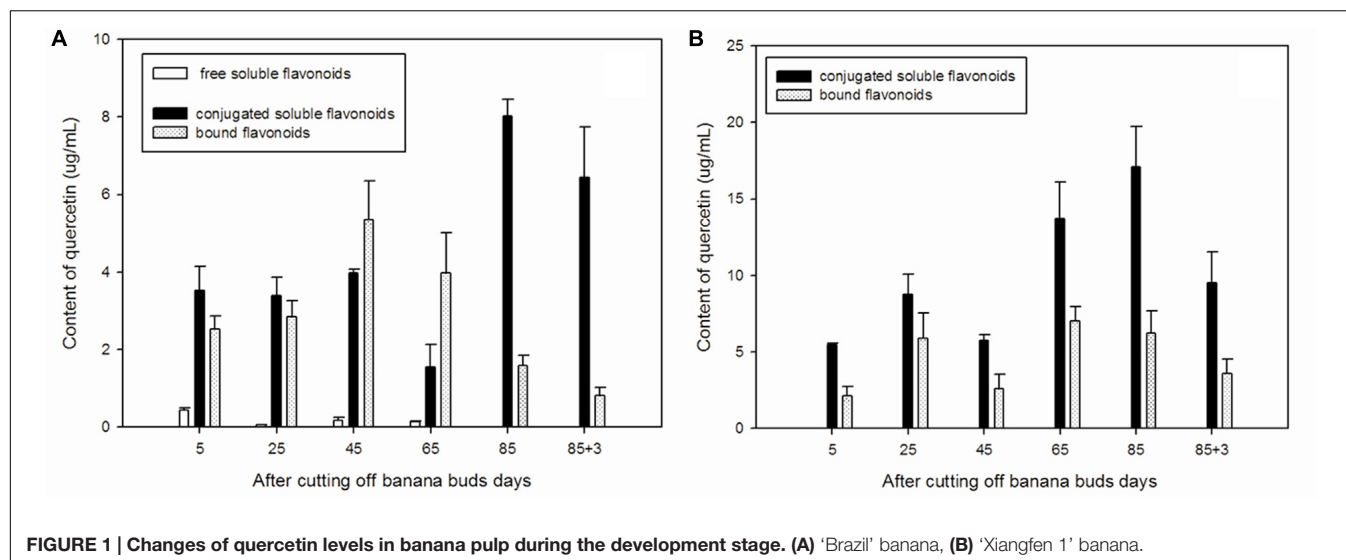 A
Content of quercetin (ug/mL)
10
8
6
4
2
0
free soluble flavonoids
conjugated soluble flavonoids
bound flavonoids
5 25 45 65 85 85+3
After cutting off banana buds days
B
Content of quercetin (ug/mL)
25
20
15
10
5
0
conjugated soluble flavonoids
bound flavonoids
5 25 45 65 85 85+3
After cutting off banana buds days
FIGURE 1 | Changes of quercetin levels in banana pulp during the development stage. (A) ‘Brazil’ banana, (B) ‘Xiangfen 1’ banana.